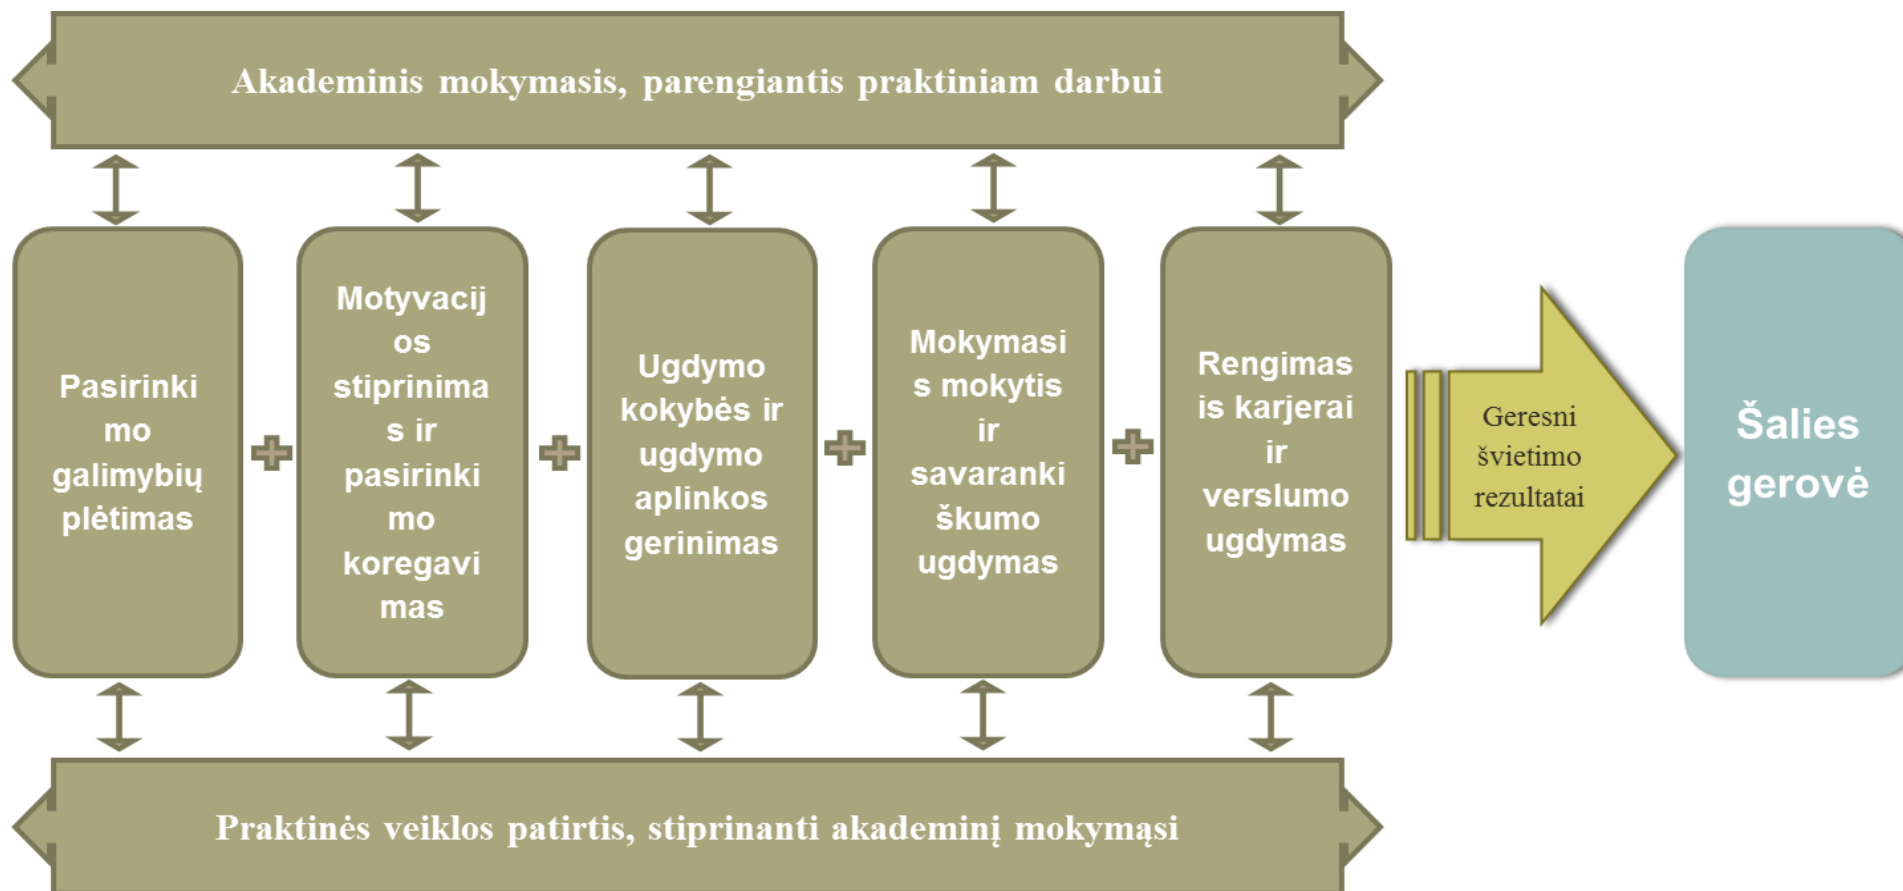 Akademinis mokymasis, parengiantis praktiniam darbui
Pasirinki
mo
galimybių
plėtimas
Motyvacij
os
stiprinima
s ir
pasirinki
mo
koregavi
mas
Ugdymo
kokybės ir
ugdymo
aplinkos
gerinimas
Mokymasi
s mokytis
ir
savaranki
škumo
ugdymas
Rengimas
is karjerai
ir
verslumo
ugdymas
Geresni
švietimo
rezultatai
Šalies
gerovė
Praktinės veiklos patirtis, stiprinanti akademinį mokymąsi